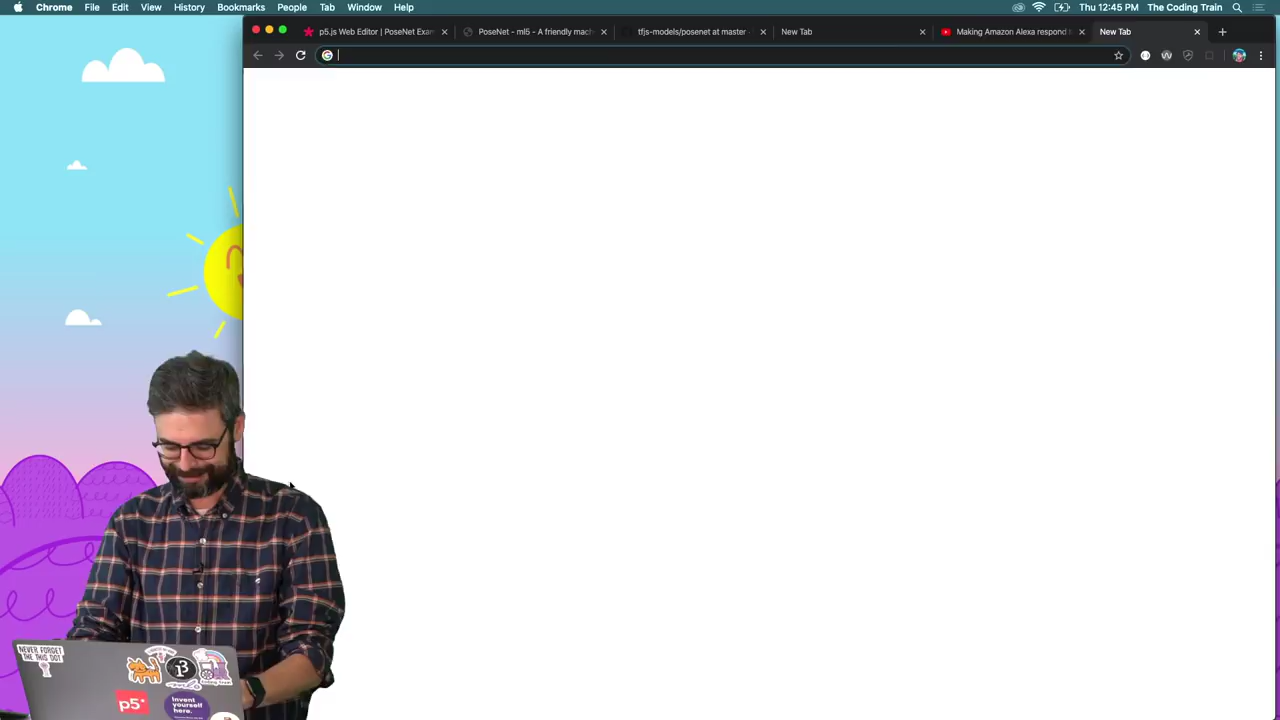 Chrome File Edit View History Bookmarks People Tab Window Help Thu 12:45 PM The Coding Train
p5.js Web Editor | PoseNet Exam
PoseNet - ml5 - A friendly mach
tfjs-models/posenet at master ·
New Tab
Making Amazon Alexa respond t
New Tab
NEVER FORGET
THE THIS DOT
p5*
Invent
yourself
here.